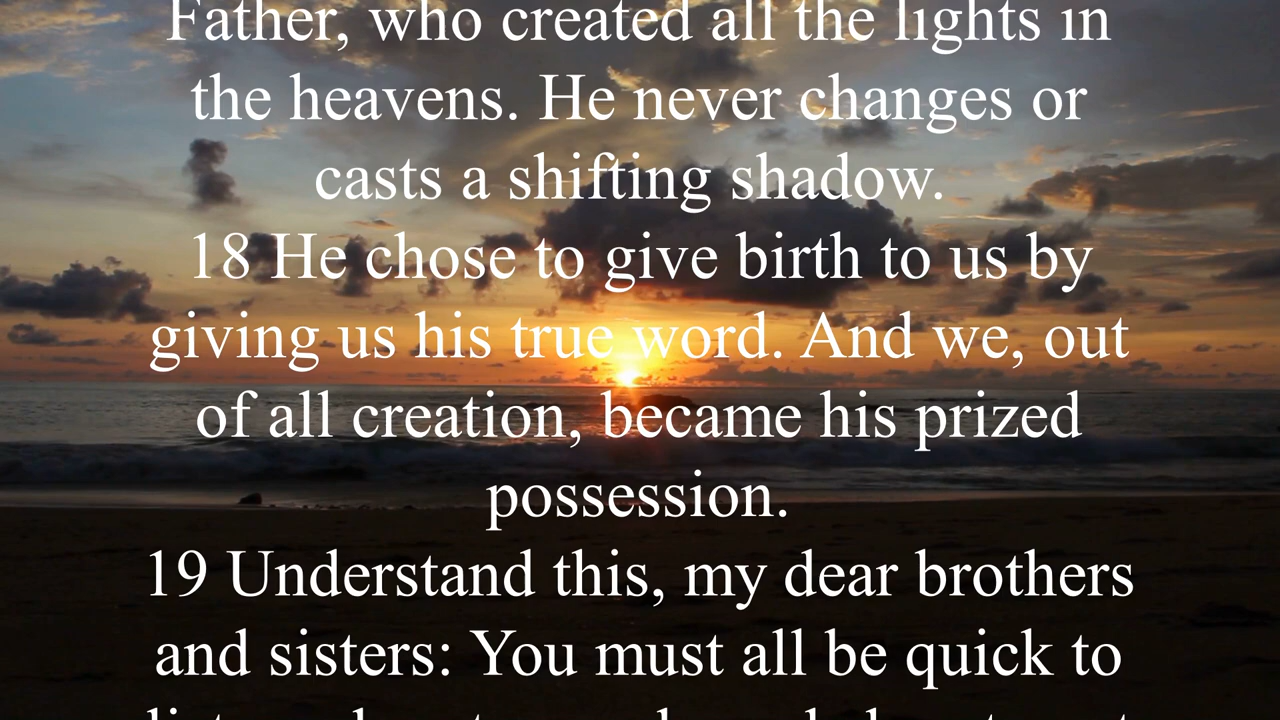 Father, who created all the lights in
the heavens. He never changes or
casts a shifting shadow.
18 He chose to give birth to us by
giving us his true word. And we, out
of all creation, became his prized
possession.
19 Understand this, my dear brothers
and sisters: You must all be quick to